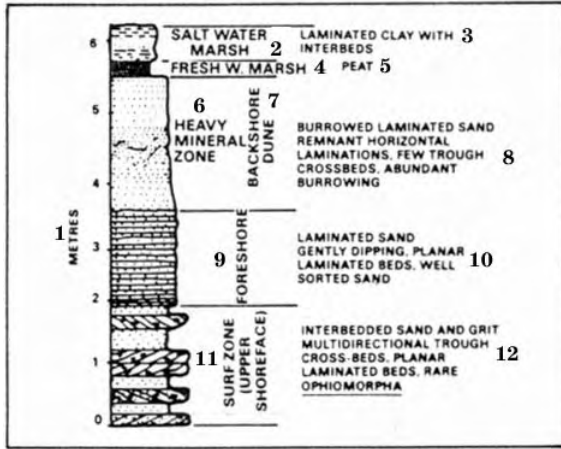 6
SALT WATER
MARSH 2
LAMINATED CLAY WITH 3
INTERBEDS
FRESH W. MARSH 4 PEAT 5
5
6
HEAVY
MINERAL
ZONE
7
BACKSHORE
DUNE
BURROWED LAMINATED SAND
REMNANT HORIZONTAL
LAMINATIONS, FEW TROUGH 8
CROSSBEDS, ABUNDANT
BURROWING
4
1
METRES
3
9
FORESHORE
LAMINATED SAND
GENTLY DIPPING, PLANAR 10
LAMINATED BEDS, WELL
SORTED SAND
2
1
11
SURF ZONE
(UPPER
SHOREFACE)
INTERBEDDED SAND AND GRIT
MULTIDIRECTIONAL TROUGH
CROSS-BEDS, PLANAR 12
LAMINATED BEDS, RARE
OPHIOMORPHA
0